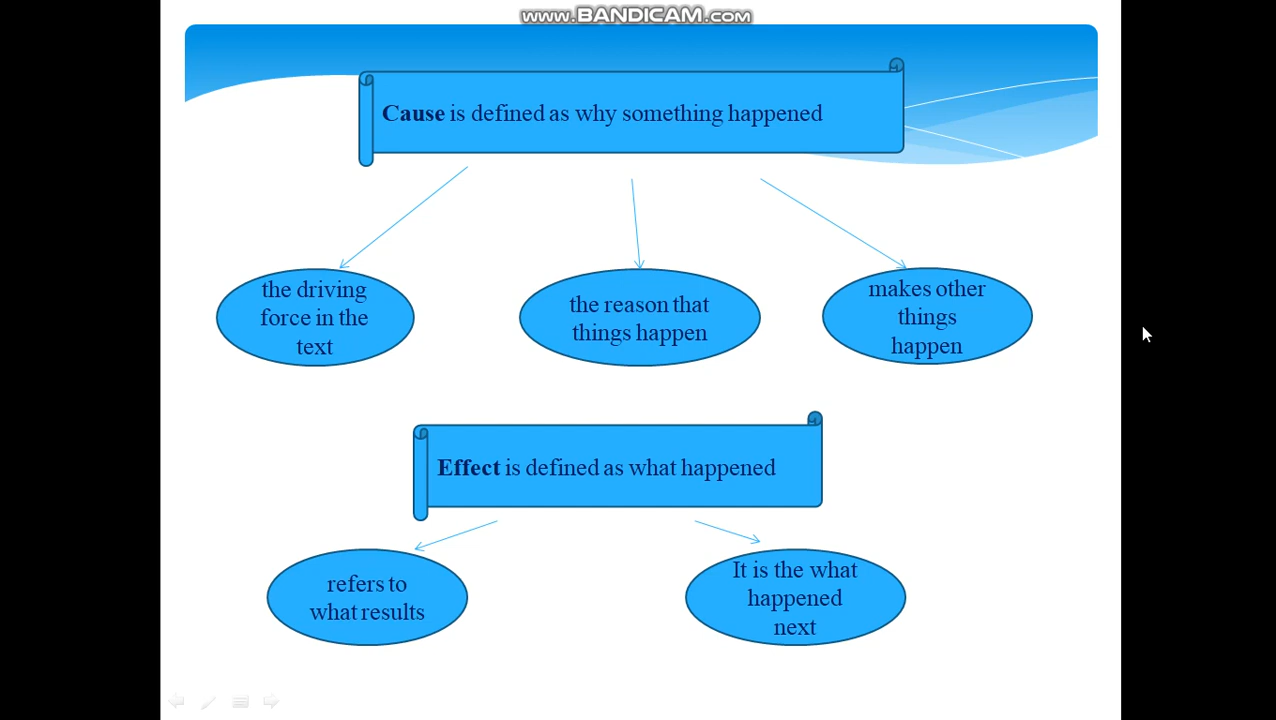 www.BANDICAM.com
Cause is defined as why something happened
the driving
force in the
text
the reason that
things happen
makes other
things
happen
Effect is defined as what happened
refers to
what results
It is the what
happened
next